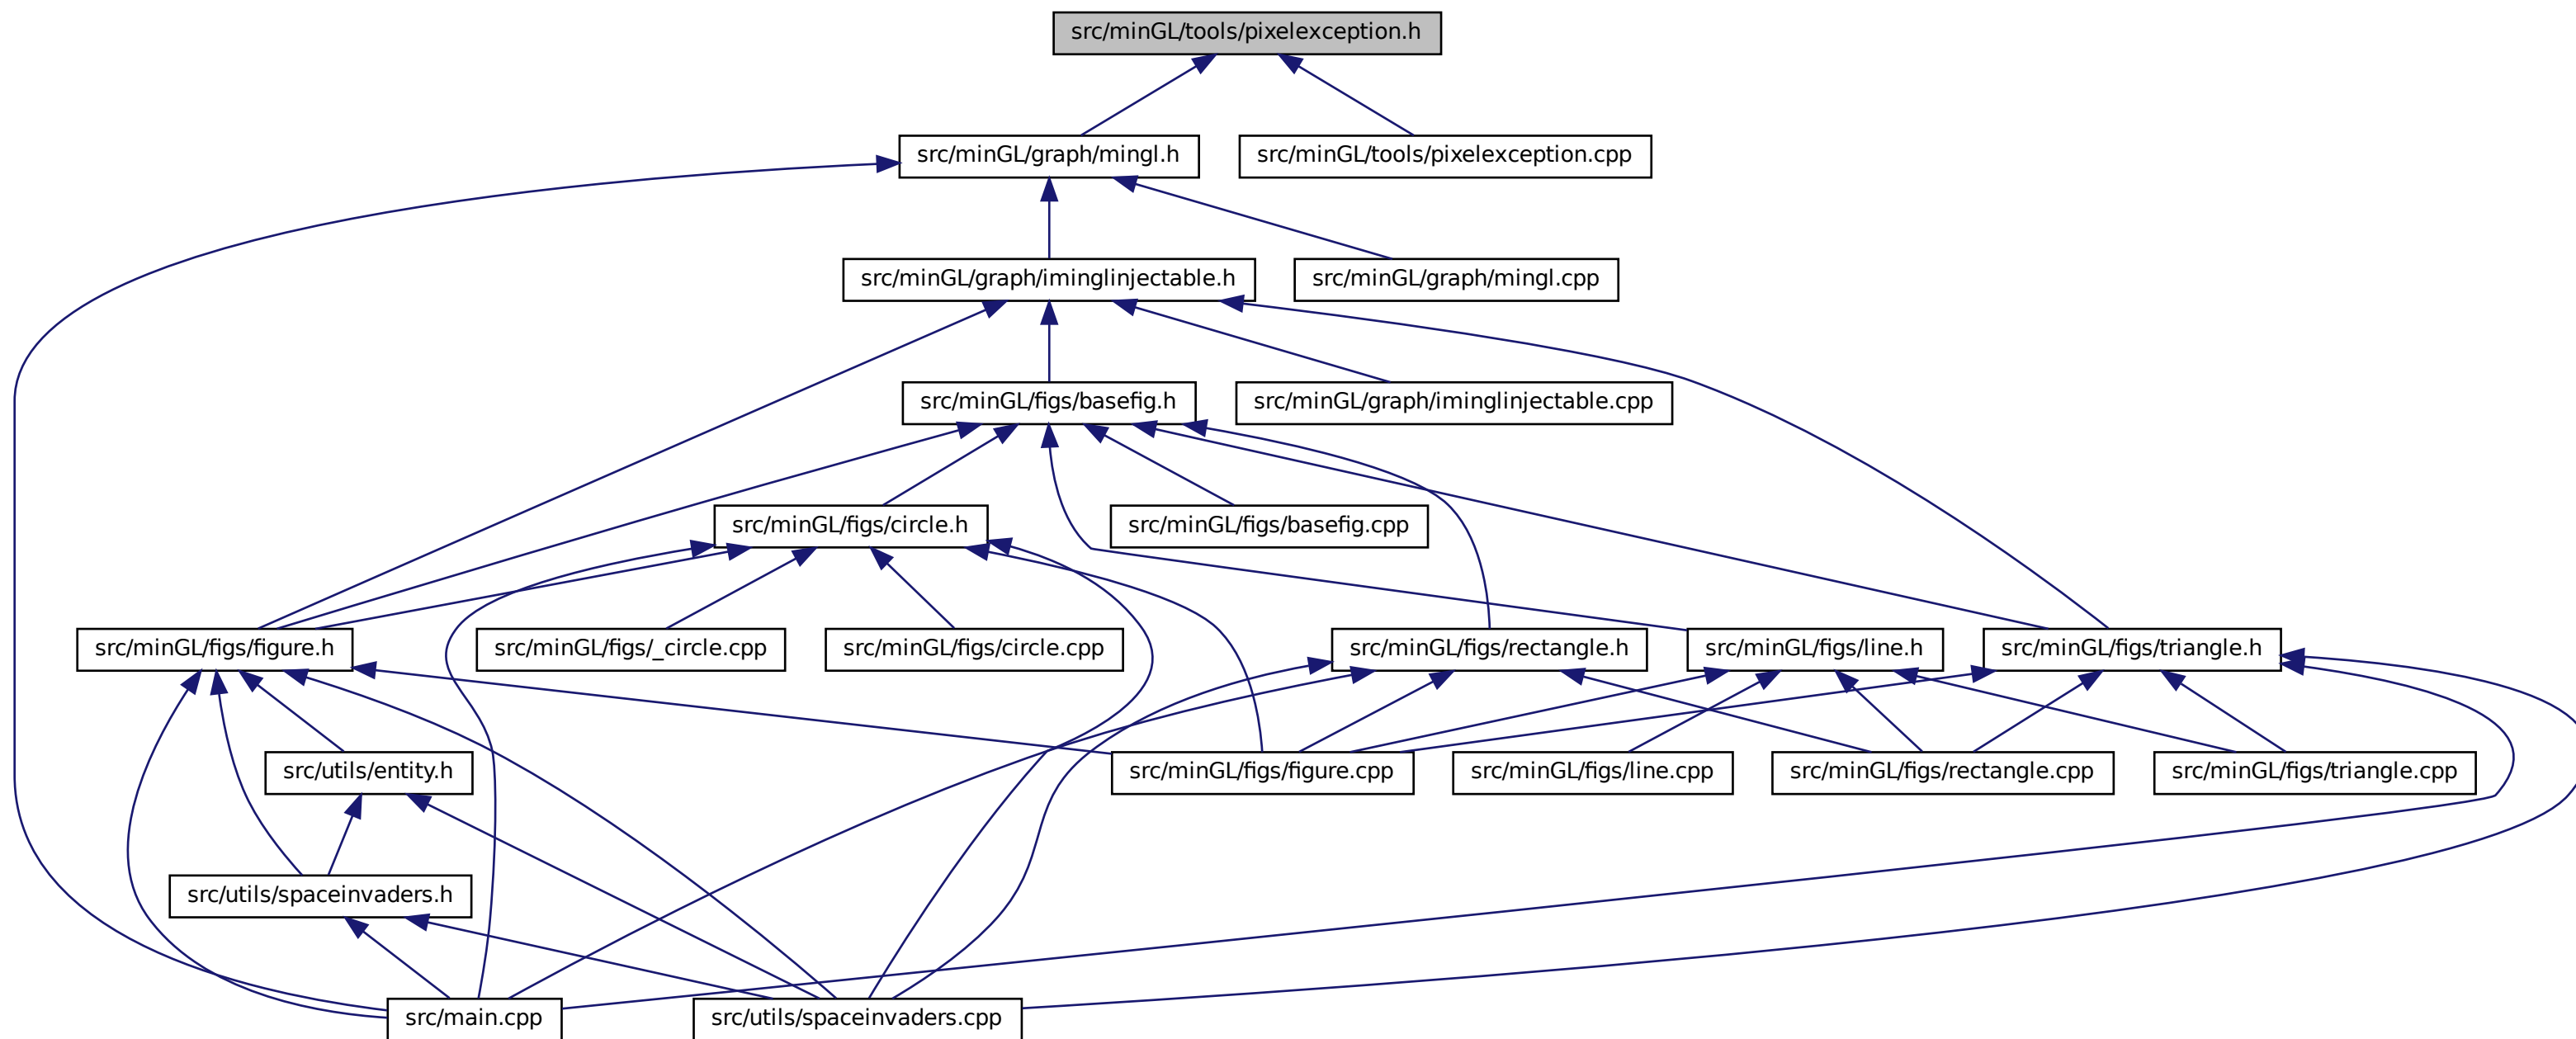 src/minGL/tools/pixelexception.h
src/minGL/graph/mingl.h
src/minGL/tools/pixelexception.cpp
src/minGL/graph/iminglinjectable.h
src/minGL/graph/mingl.cpp
src/minGL/figs/basefig.h
src/minGL/graph/iminglinjectable.cpp
src/minGL/figs/circle.h
src/minGL/figs/basefig.cpp
src/minGL/figs/figure.h
src/minGL/figs/_circle.cpp
src/minGL/figs/circle.cpp
src/minGL/figs/rectangle.h
src/minGL/figs/line.h
src/minGL/figs/triangle.h
src/utils/entity.h
src/minGL/figs/figure.cpp
src/minGL/figs/line.cpp
src/minGL/figs/rectangle.cpp
src/minGL/figs/triangle.cpp
src/utils/spaceinvaders.h
src/main.cpp
src/utils/spaceinvaders.cpp